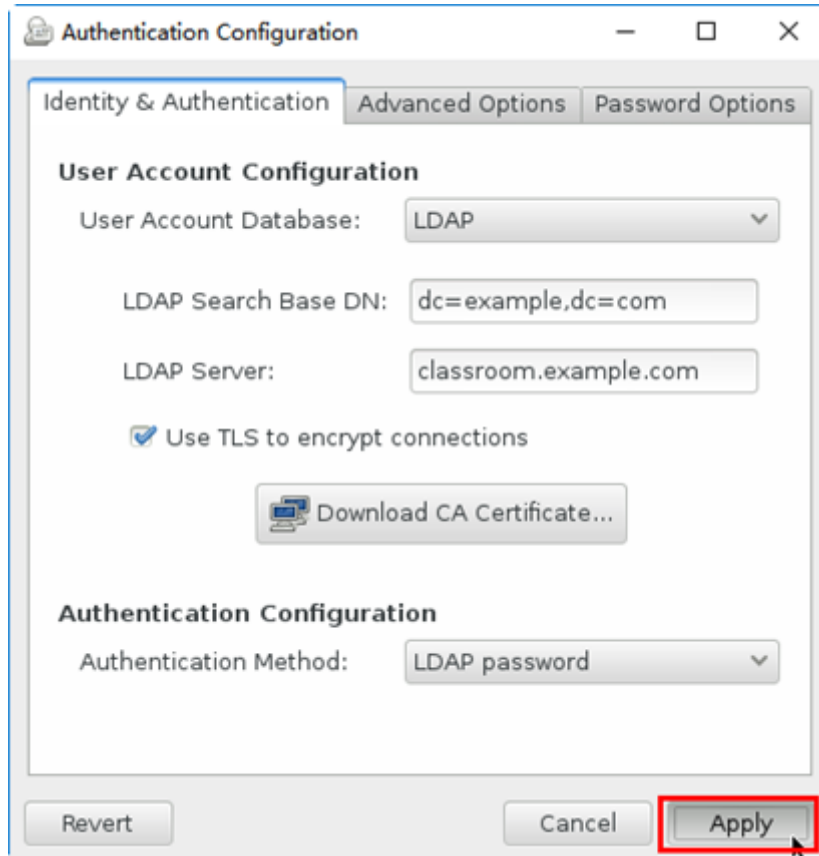 Authentication Configuration
Identity & Authentication
Advanced Options
Password Options
User Account Configuration
User Account Database: LDAP
LDAP Search Base DN: dc=example,dc=com
LDAP Server: classroom.example.com
Use TLS to encrypt connections
Download CA Certificate...
Authentication Configuration
Authentication Method: LDAP password
Revert
Cancel
Apply